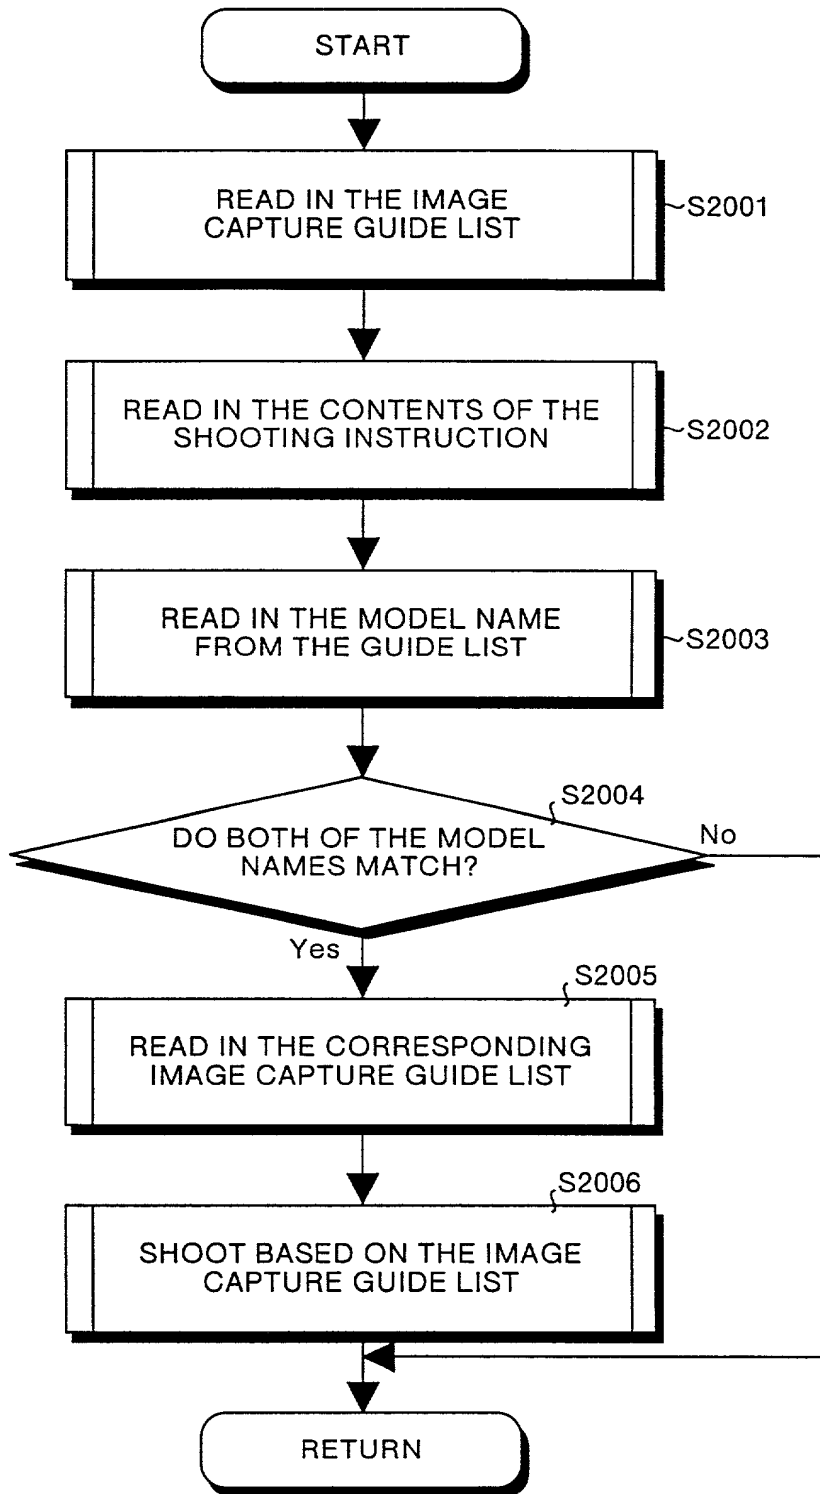 START
READ IN THE IMAGE
CAPTURE GUIDE LIST
S2001
READ IN THE CONTENTS OF THE
SHOOTING INSTRUCTION
S2002
READ IN THE MODEL NAME
FROM THE GUIDE LIST
S2003
S2004
DO BOTH OF THE MODEL
NAMES MATCH?
No
Yes
S2005
READ IN THE CORRESPONDING
IMAGE CAPTURE GUIDE LIST
S2006
SHOOT BASED ON THE IMAGE
CAPTURE GUIDE LIST
RETURN